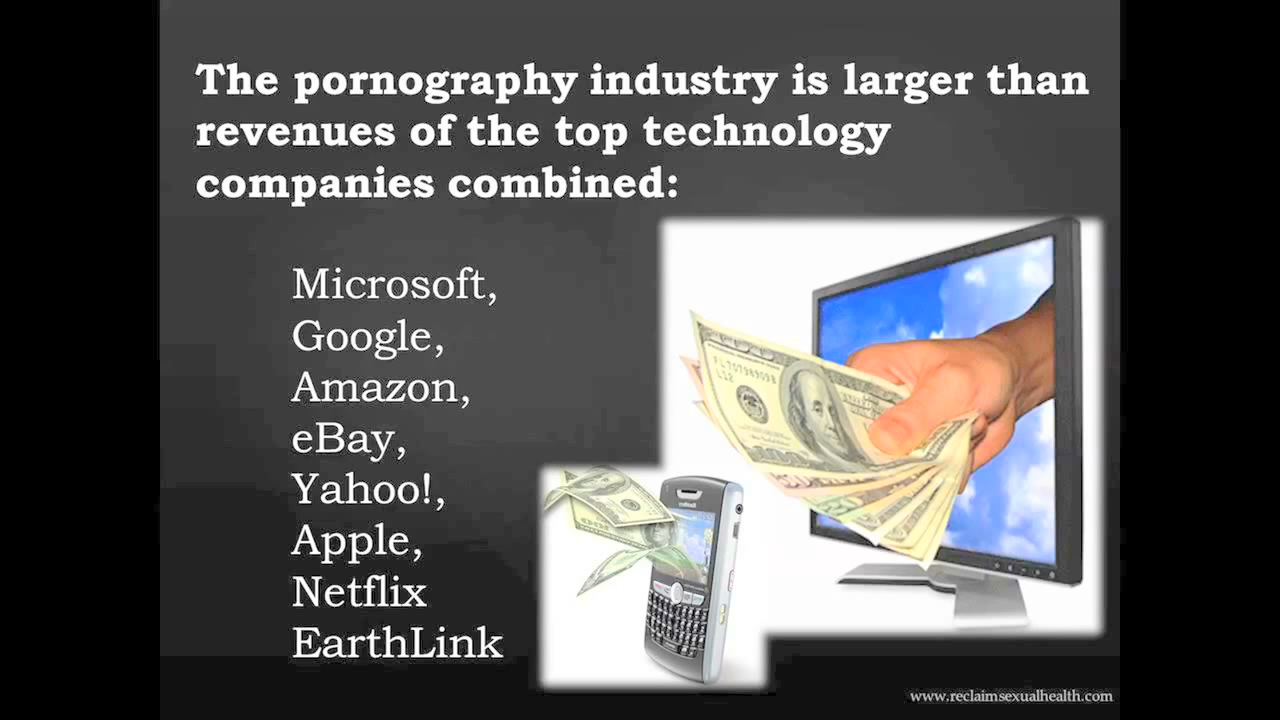 The pornography industry is larger than
revenues of the top technology
companies combined:
Microsoft,
Google,
Amazon,
eBay,
Yahoo!,
Apple,
Netflix
EarthLink
www.reclaimsexualhealth.com